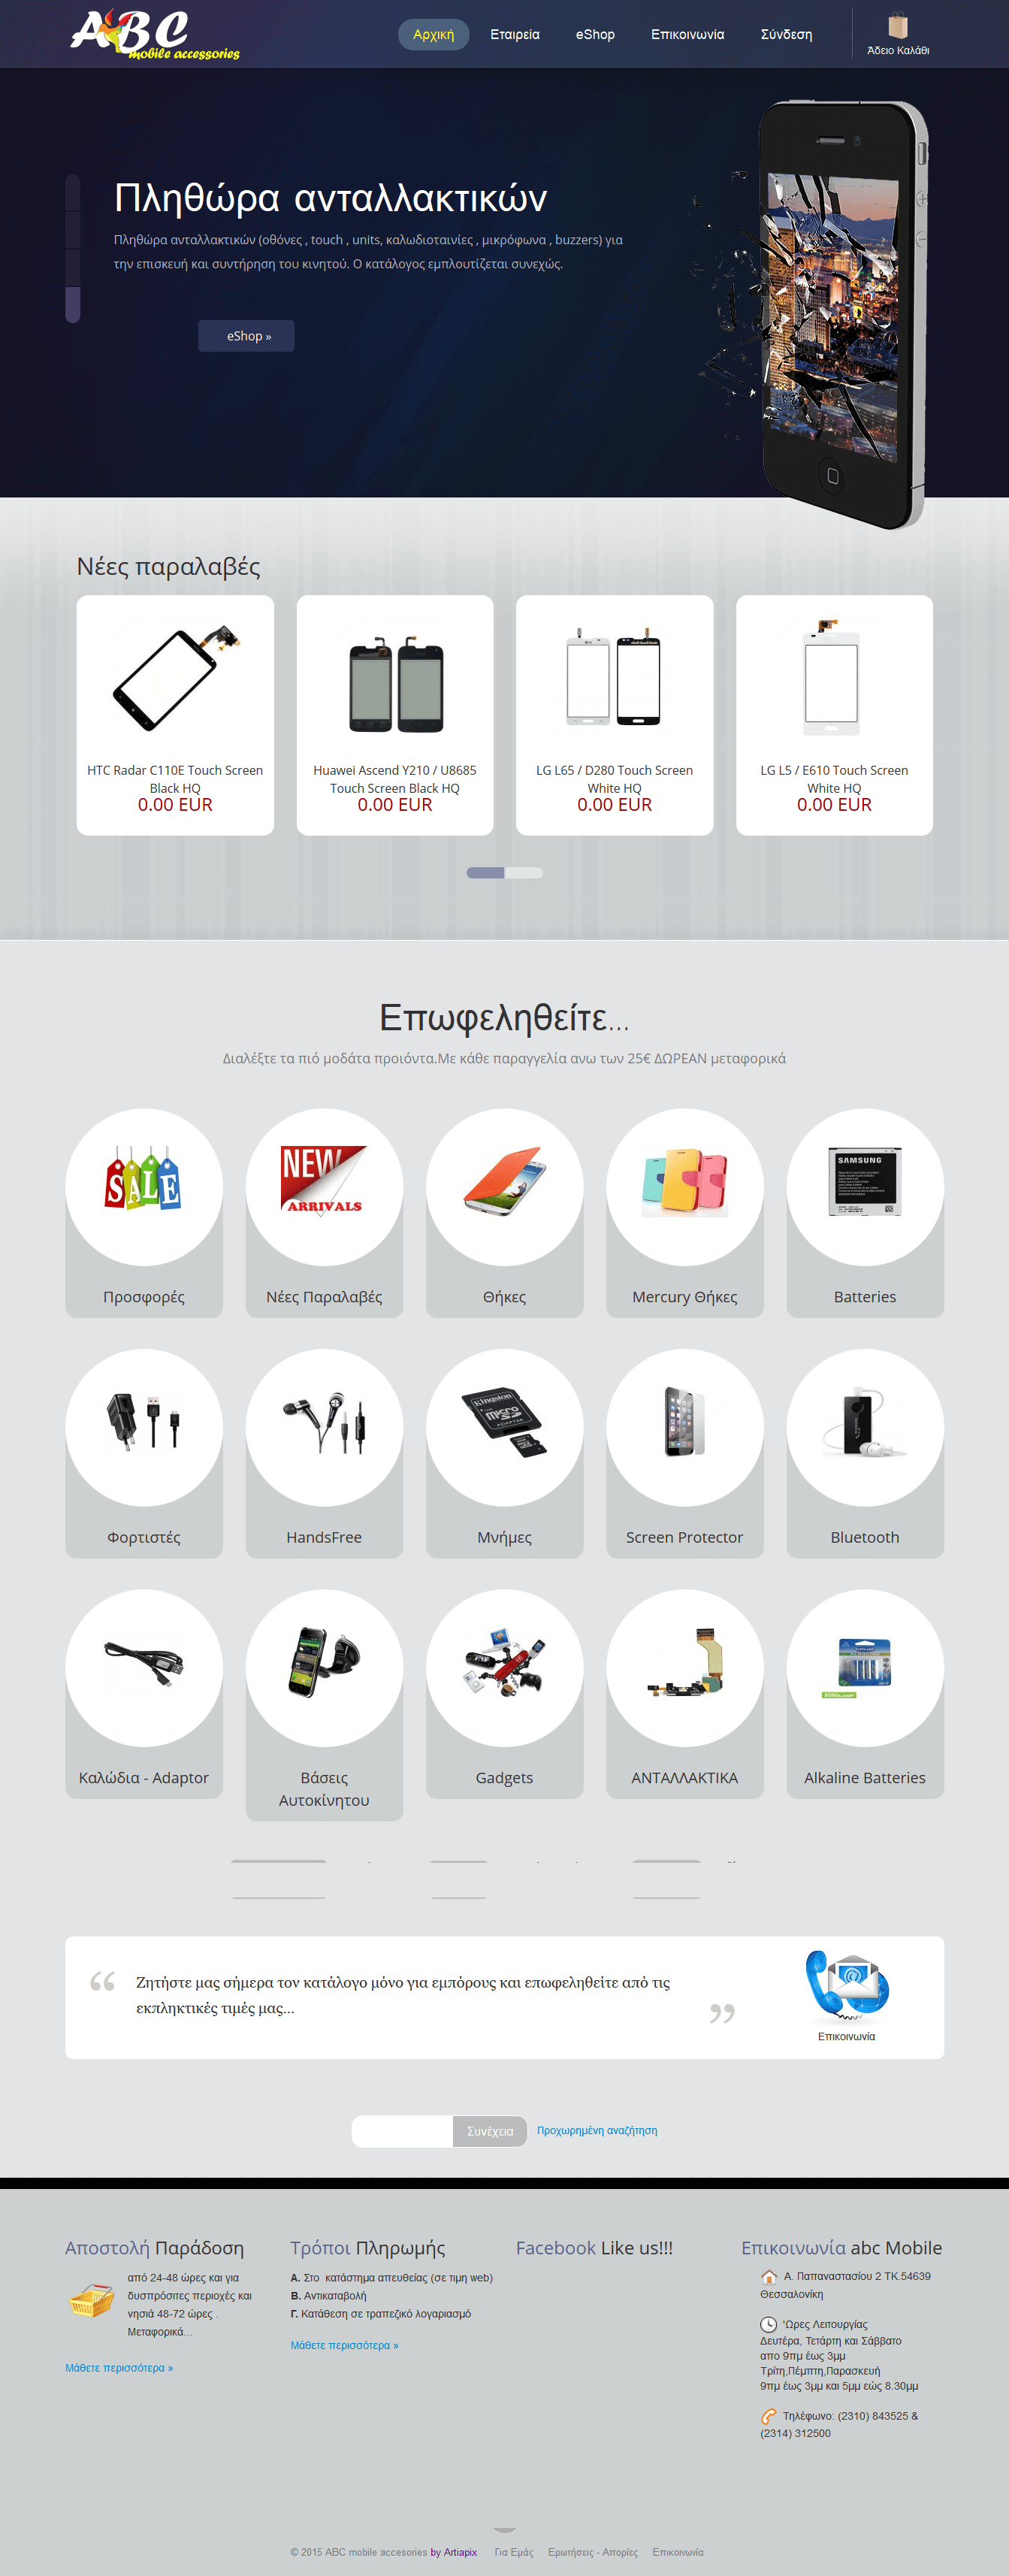 ABC
mobile accessories
Αρχική
Εταιρεία
eShop
Επικοινωνία
Σύνδεση
Άδειο Καλάθι
Πληθώρα ανταλλακτικών
Πληθώρα ανταλλακτικών (οθόνες , touch , units, καλωδιοταινίες , μικρόφωνα , buzzers) για
την επισκευή και συντήρηση του κινητού. Ο κατάλογος εμπλουτίζεται συνεχώς.
eShop »
Νέες παραλαβές
HTC Radar C110E Touch Screen
Black HQ
0.00 EUR
Huawei Ascend Y210 / U8685
Touch Screen Black HQ
0.00 EUR
LG L65 / D280 Touch Screen
White HQ
0.00 EUR
LG L5 / E610 Touch Screen
White HQ
0.00 EUR
Επωφεληθείτε...
Διαλέξτε τα πιό μοδάτα προιόντα.Με κάθε παραγγελία ανω των 25€ ΔΩΡΕΑΝ μεταφορικά
SALE
Προσφορές
NEW
ARRIVALS
Νέες Παραλαβές
Θήκες
Mercury Θήκες
SAMSUNG
Batteries
Φορτιστές
HandsFree
Kingston
micro
ADAPTER
Μνήμες
Screen Protector
Bluetooth
Καλώδια - Adaptor
Βάσεις
Αυτοκίνητου
Gadgets
ΑΝΤΑΛΛΑΚΤΙΚΑ
Alkaline Batteries
“ Ζητήστε μας σήμερα τον κατάλογο μόνο για εμπόρους και επωφεληθείτε από τις
εκπληκτικές τιμές μας... ”
Επικοινωνία
Συνέχεια
Προχωρημένη αναζήτηση
Αποστολή Παράδοση
από 24-48 ώρες και για
δυσπρόσιτες περιοχές και
νησιά 48-72 ώρες .
Μεταφορικά...
Μάθετε περισσότερα »
Τρόποι Πληρωμής
Α. Στο κατάστημα απευθείας (σε τιμη web)
Β. Αντικαταβολή
Γ. Κατάθεση σε τραπεζικό λογαριασμό
Μάθετε περισσότερα »
Facebook Like us!!!
Επικοινωνία abc Mobile
Α. Παπαναστασίου 2 ΤΚ.54639
Θεσσαλονίκη
'Ωρες Λειτουργίας
Δευτέρα, Τετάρτη και Σάββατο
απο 9πμ έως 3μμ
Τρίτη,Πέμπτη,Παρασκευή
9πμ έως 3μμ και 5μμ εώς 8.30μμ
Τηλέφωνο: (2310) 843525 &
(2314) 312500
© 2015 ABC mobile accesories by Artiapix
Για Εμάς
Ερωτήσεις - Απορίες
Επικοινωνία